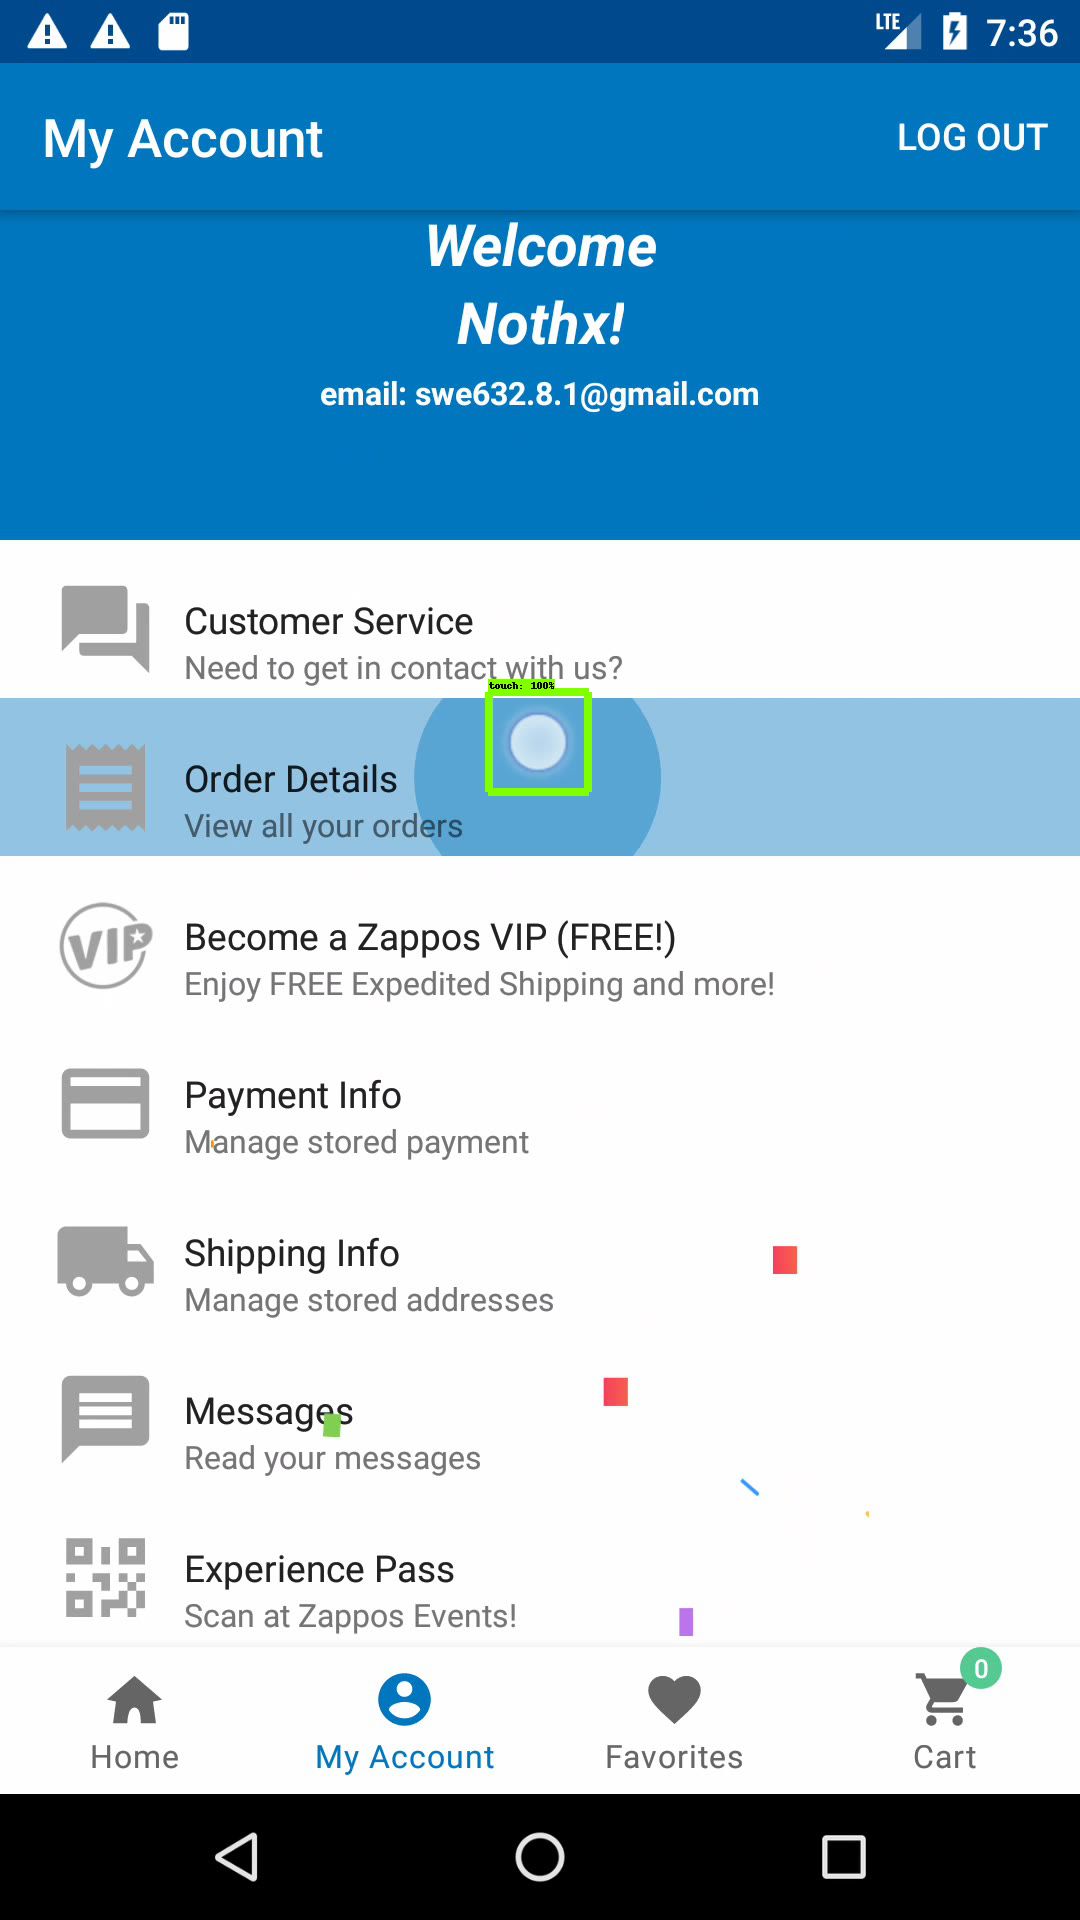 LTE 7:36
My Account LOG OUT
Welcome
Nothx!
email: swe632.8.1@gmail.com
Customer Service
Need to get in contact with us?
touch: 100%
Order Details
View all your orders
VIP
Become a Zappos VIP (FREE!)
Enjoy FREE Expedited Shipping and more!
Payment Info
Manage stored payment
Shipping Info
Manage stored addresses
Messages
Read your messages
Experience Pass
Scan at Zappos Events!
0
Home My Account Favorites Cart